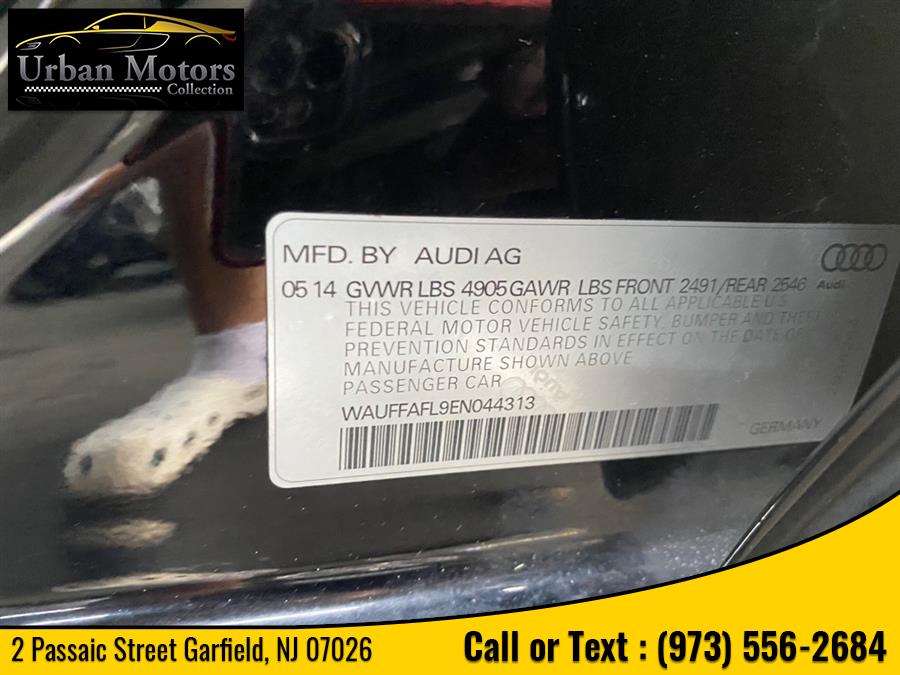 Urban Motors
Collection
MFD. BY AUDI AG
05 14 GVWR LBS 4905 GAWR LBS FRONT 2491/REAR 2546
Audi
THIS VEHICLE CONFORMS TO ALL APPLICABLE U.S.
FEDERAL MOTOR VEHICLE SAFETY, BUMPER AND THEFT
PREVENTION STANDARDS IN EFFECT ON THE DATE OF
MANUFACTURE SHOWN ABOVE
PASSENGER CAR
WAUFFAFL9EN044313
GERMANY
2 Passaic Street Garfield, NJ 07026
Call or Text : (973) 556-2684